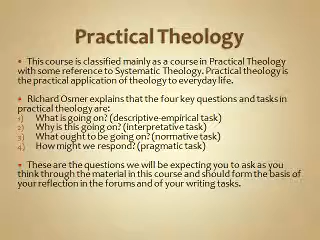 Practical Theology
This course is classified mainly as a course in Practical Theology
with some reference to Systematic Theology. Practical theology is
the practical application of theology to everyday life.
Richard Osmer explains that the four key questions and tasks in
practical theology are:
1) What is going on? (descriptive-empirical task)
2) Why is this going on? (interpretative task)
3) What ought to be going on? (normative task)
4) How might we respond? (pragmatic task)
These are the questions we will be expecting you to ask as you
think through the material in this course and should form the basis of
your reflection in the forums and of your writing tasks.